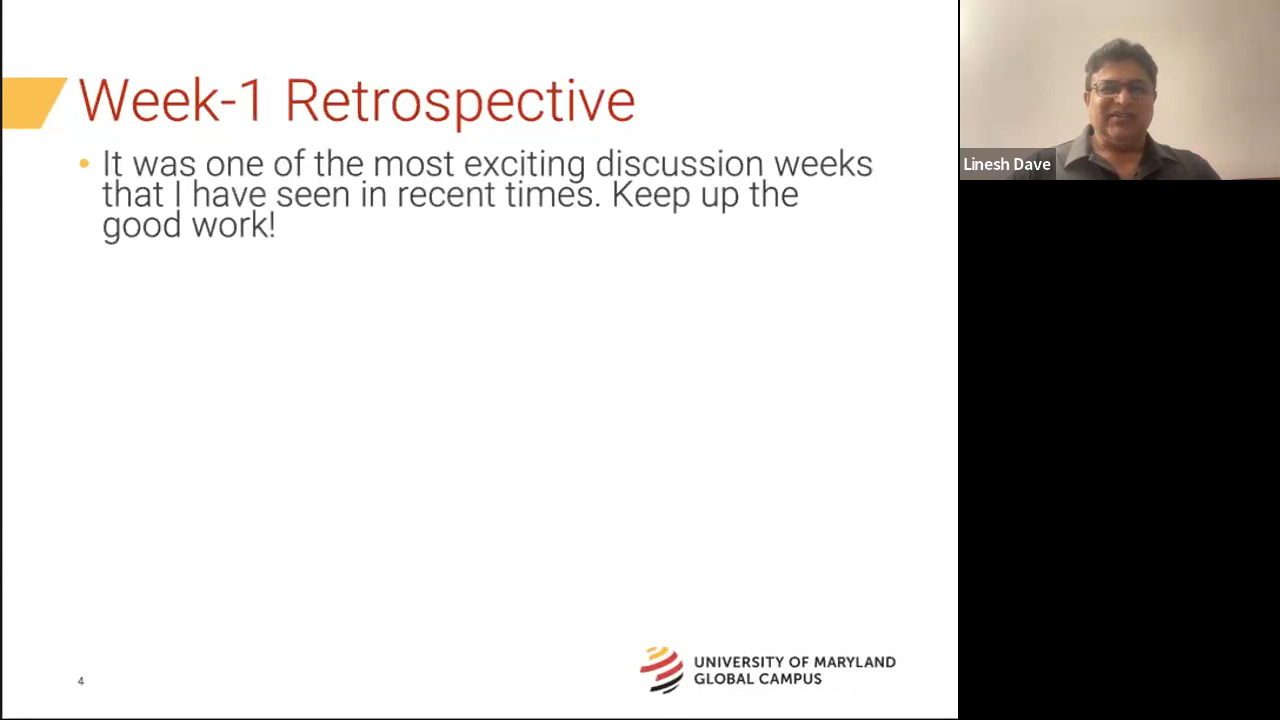 Week-1 Retrospective
• It was one of the most exciting discussion weeks
that I have seen in recent times. Keep up the
good work!
Linesh Dave
4
UNIVERSITY OF MARYLAND
GLOBAL CAMPUS